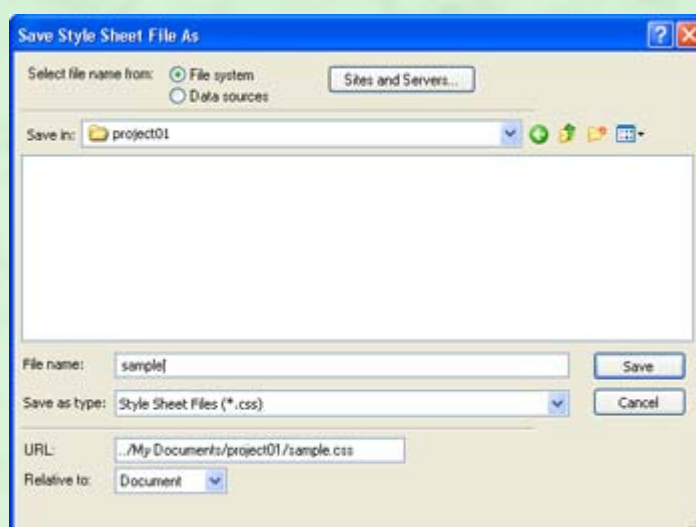 Save Style Sheet File As
Select file name from: File system
Sites and Servers...
Data sources
Save in: project01
File name: sample
Save
Save as type: Style Sheet Files (*.css)
Cancel
URL: ../My Documents/project01/sample.css
Relative to: Document